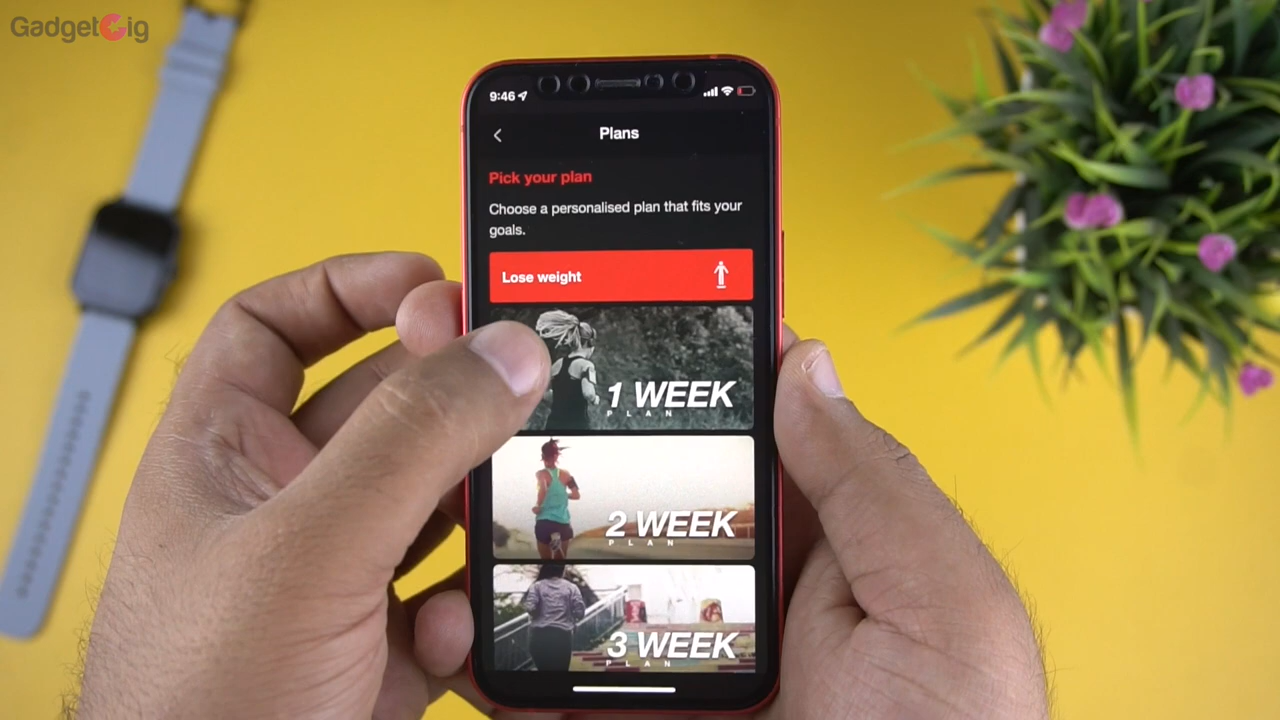 GadgetGig
9:46
Plans
Pick your plan
Choose a personalised plan that fits your
goals.
Lose weight
1 WEEK
PLAN
2 WEEK
PLAN
3 WEEK
PLAN